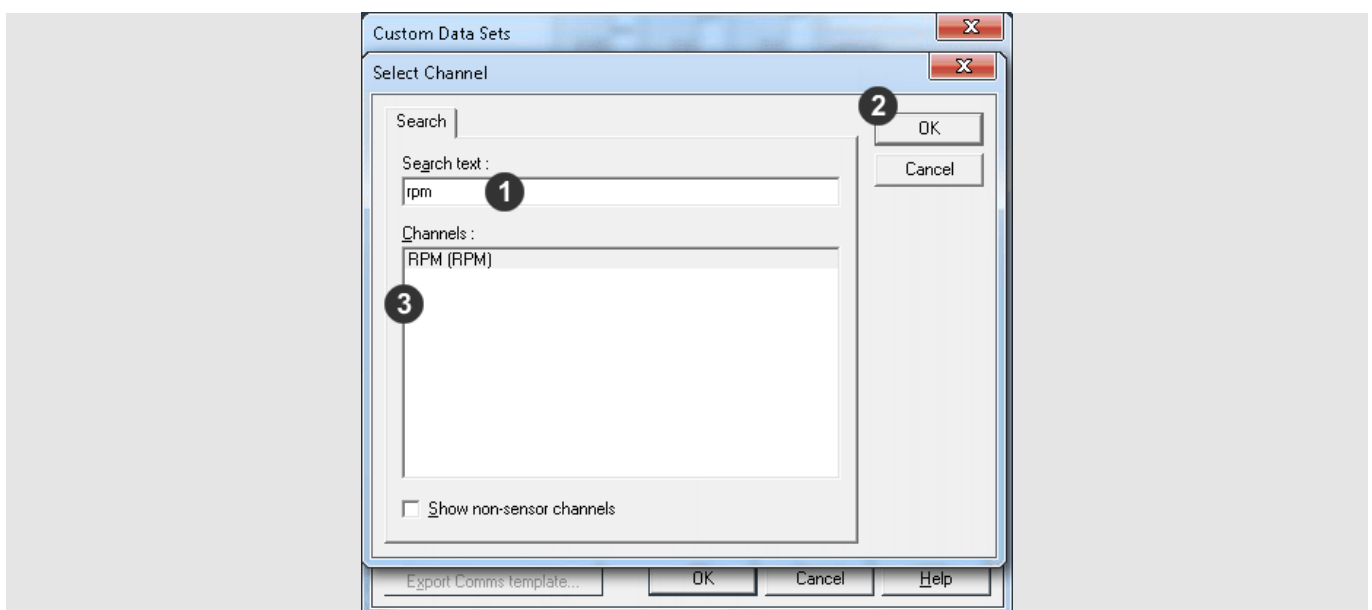 Custom Data Sets
Select Channel
Search
2
OK
Search text :
Cancel
rpm
1
Channels :
RPM (RPM)
3
Show non-sensor channels
Export Comms template...
OK
Cancel
Help